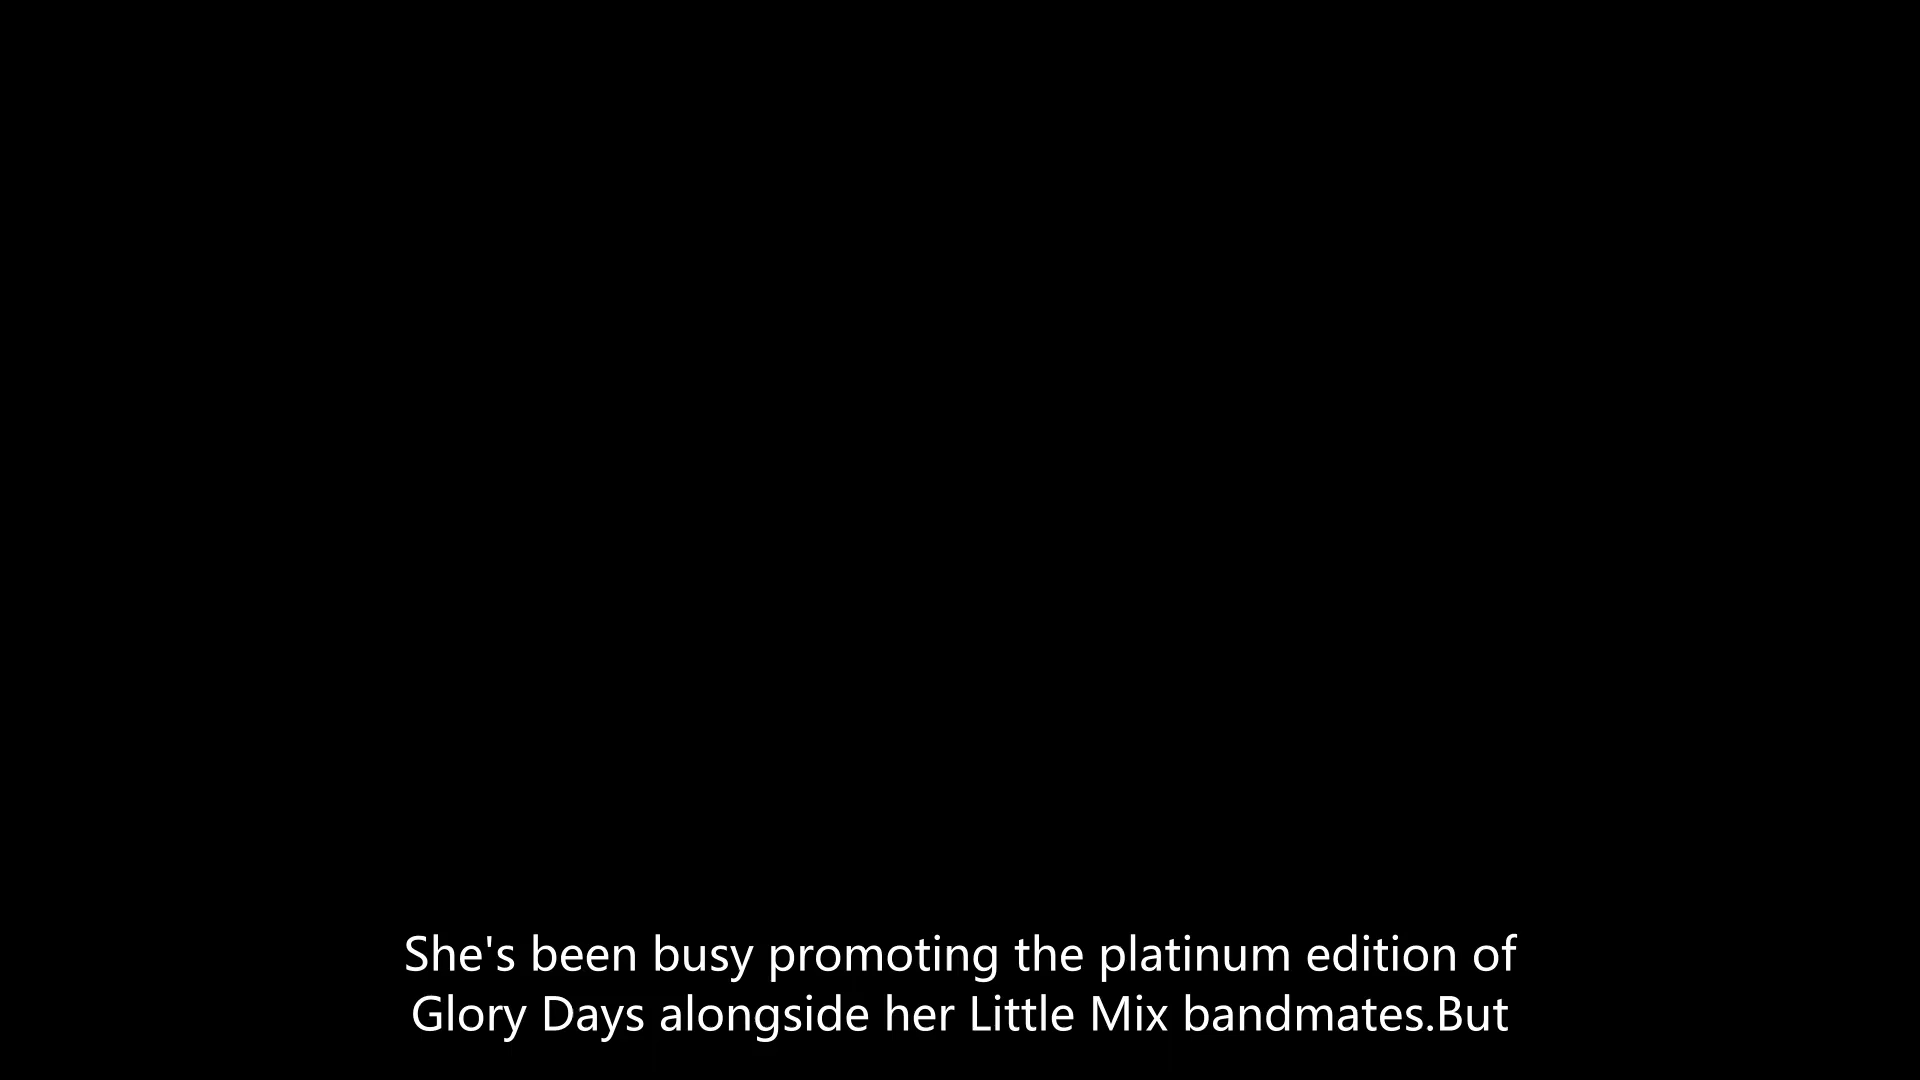 She's been busy promoting the platinum edition of
Glory Days alongside her Little Mix bandmates.But